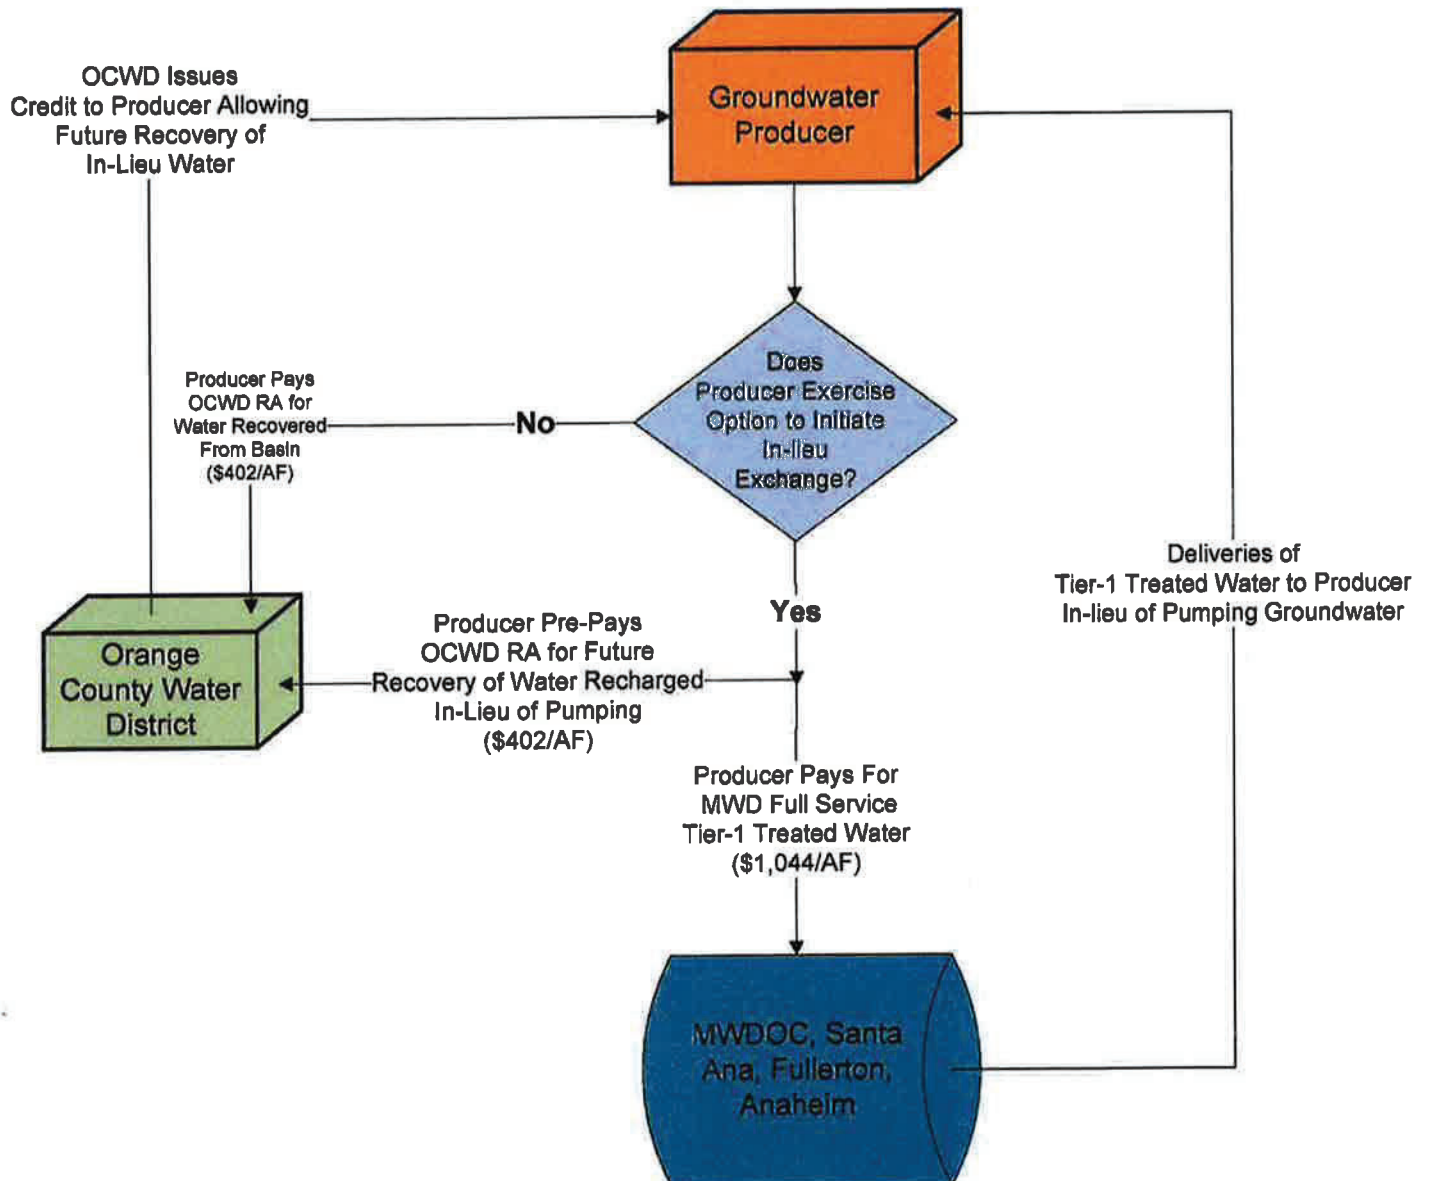 OCWD Issues
Credit to Producer Allowing
Future Recovery of
In-Lieu Water
Groundwater
Producer
Does
Producer Exercise
Option to Initiate
In-lieu
Exchange?
Producer Pays
OCWD RA for
Water Recovered
From Basin
($402/AF)
No
Yes
Deliveries of
Tier-1 Treated Water to Producer
In-lieu of Pumping Groundwater
Orange
County Water
District
Producer Pre-Pays
OCWD RA for Future
Recovery of Water Recharged
In-Lieu of Pumping
($402/AF)
Producer Pays For
MWD Full Service
Tier-1 Treated Water
($1,044/AF)
MWDOC, Santa
Ana, Fullerton,
Anaheim